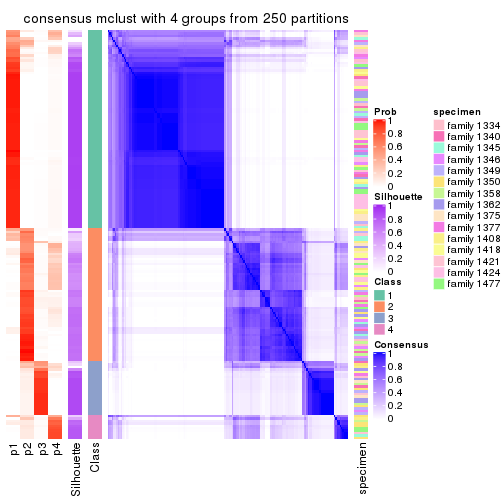 consensus mclust with 4 groups from 250 partitions
Prob
1
0.8
0.6
0.4
0.2
0
Silhouette
1
0.8
0.6
0.4
0.2
0
Class
1
2
3
4
Consensus
1
0.8
0.6
0.4
0.2
0
specimen
family 1334
family 1340
family 1345
family 1346
family 1349
family 1350
family 1358
family 1362
family 1375
family 1377
family 1408
family 1418
family 1421
family 1424
family 1477
p1
p2
p3
p4
Silhouette
Class
specimen